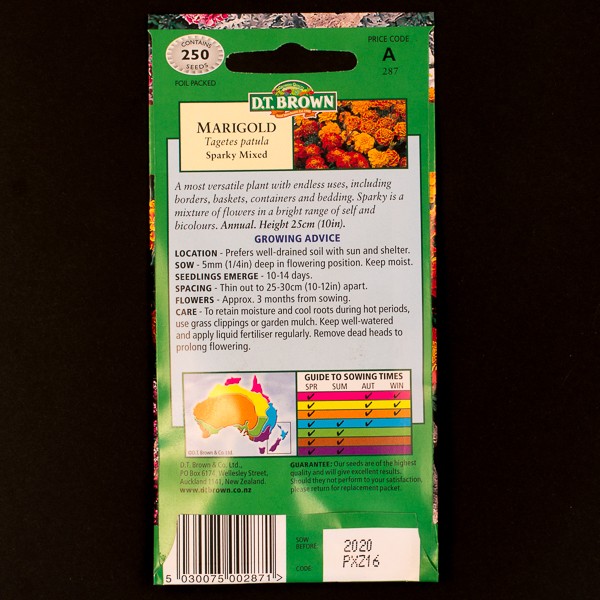 CONTAINS
250
SEEDS
FOIL PACKED
PRICE CODE
A
287
D.T. BROWN
MARIGOLD
Tagetes patula
Sparky Mixed
A most versatile plant with endless uses, including
borders, baskets, containers and bedding. Sparky is a
mixture of flowers in a bright range of self and
bicolours. Annual. Height 25cm (10in).
GROWING ADVICE
LOCATION - Prefers well-drained soil with sun and shelter.
SOW - 5mm (1/4in) deep in flowering position. Keep moist.
SEEDLINGS EMERGE - 10-14 days.
SPACING - Thin out to 25-30cm (10-12in) apart.
FLOWERS - Approx. 3 months from sowing.
CARE - To retain moisture and cool roots during hot periods,
use grass clippings or garden mulch. Keep well-watered
and apply liquid fertiliser regularly. Remove dead heads to
prolong flowering.
©D.T. Brown & Co. Ltd.
GUIDE TO SOWING TIMES
SPR SUM AUT WIN
D.T. Brown & Co. Ltd.,
PO Box 6174, Wellesley Street,
Auckland 1141, New Zealand.
www.dtbrown.co.nz
GUARANTEE: Our seeds are of the highest
quality and will give excellent results.
Should they not perform to your satisfaction,
please return for replacement packet.
SOW
BEFORE
2020
CODE
PXZ16
5 030075 002871 >